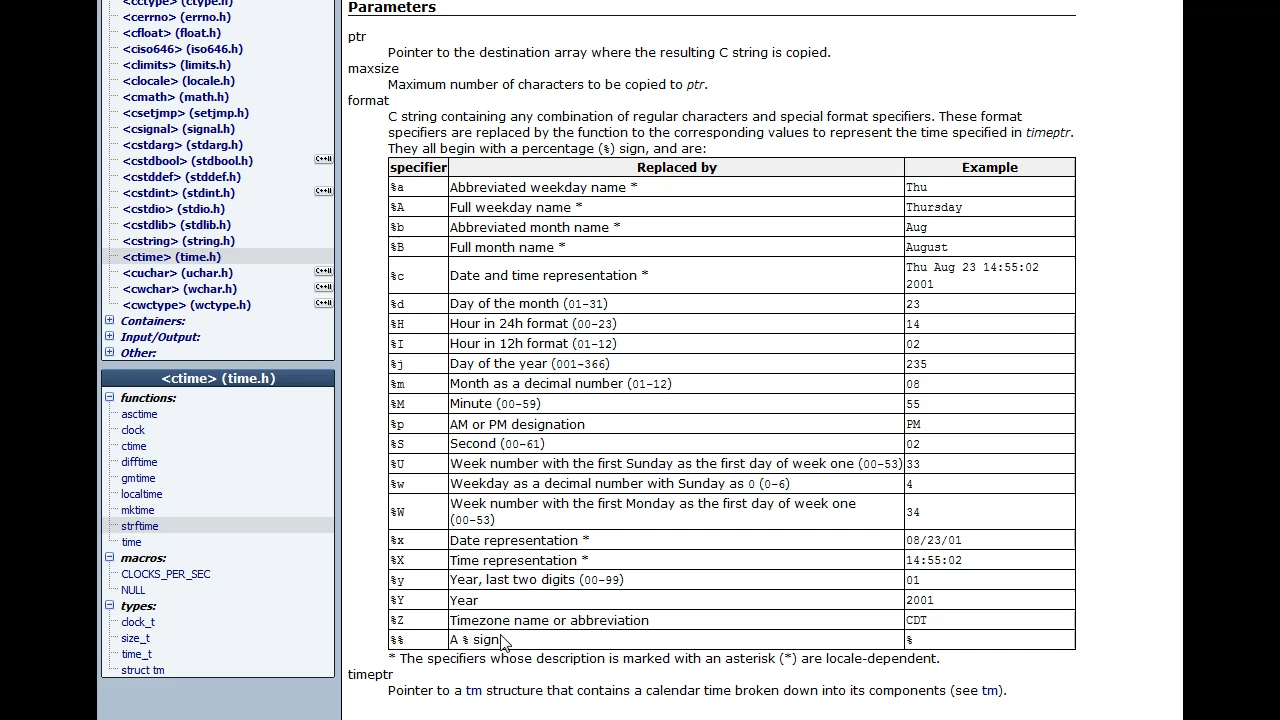 <cctype> (ctype.h)
<cerrno> (errno.h)
<cfloat> (float.h)
<ciso646> (iso646.h)
<climits> (limits.h)
<clocale> (locale.h)
<cmath> (math.h)
<csetjmp> (setjmp.h)
<csignal> (signal.h)
<cstdarg> (stdarg.h)
<cstdbool> (stdbool.h) C++11
<cstddef> (stddef.h)
<cstdint> (stdint.h) C++11
<cstdio> (stdio.h)
<cstdlib> (stdlib.h)
<cstring> (string.h)
<ctime> (time.h)
<cuchar> (uchar.h) C++11
<cwchar> (wchar.h) C++11
<cwctype> (wctype.h) C++11
Containers:
Input/Output:
Other:
<ctime> (time.h)
functions:
asctime
clock
ctime
difftime
gmtime
localtime
mktime
strftime
time
macros:
CLOCKS_PER_SEC
NULL
types:
clock_t
size_t
time_t
struct tm
Parameters
ptr
Pointer to the destination array where the resulting C string is copied.
maxsize
Maximum number of characters to be copied to ptr.
format
C string containing any combination of regular characters and special format specifiers. These format
specifiers are replaced by the function to the corresponding values to represent the time specified in timeptr.
They all begin with a percentage (%) sign, and are:
specifier Replaced by Example
%a Abbreviated weekday name * Thu
%A Full weekday name * Thursday
%b Abbreviated month name * Aug
%B Full month name * August
%c Date and time representation * Thu Aug 23 14:55:02
2001
%d Day of the month (01-31) 23
%H Hour in 24h format (00-23) 14
%I Hour in 12h format (01-12) 02
%j Day of the year (001-366) 235
%m Month as a decimal number (01-12) 08
%M Minute (00-59) 55
%p AM or PM designation PM
%S Second (00-61) 02
%U Week number with the first Sunday as the first day of week one (00-53) 33
%w Weekday as a decimal number with Sunday as 0 (0-6) 4
%W Week number with the first Monday as the first day of week one 34
(00-53)
%x Date representation * 08/23/01
%X Time representation * 14:55:02
%y Year, last two digits (00-99) 01
%Y Year 2001
%Z Timezone name or abbreviation CDT
%% A % sign %
* The specifiers whose description is marked with an asterisk (*) are locale-dependent.
timeptr
Pointer to a tm structure that contains a calendar time broken down into its components (see tm).